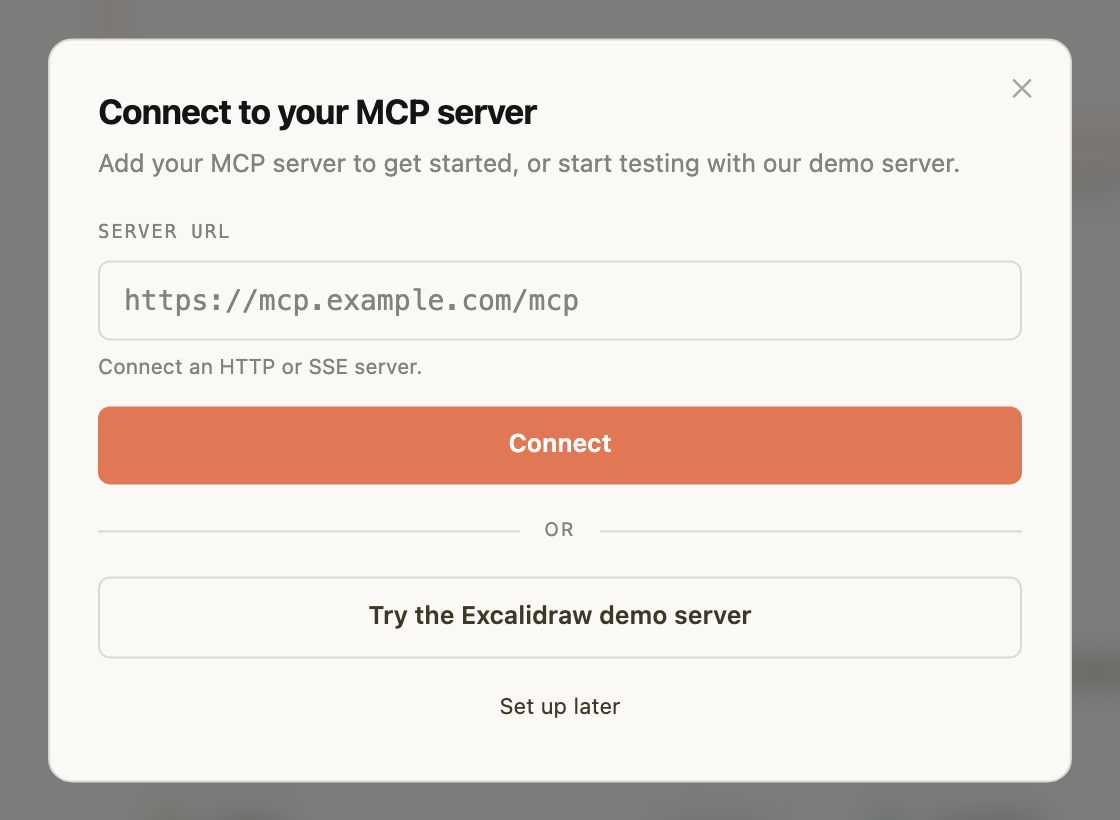 Connect to your MCP server
Add your MCP server to get started, or start testing with our demo server.
SERVER URL
https://mcp.example.com/mcp
Connect an HTTP or SSE server.
Connect
OR
Try the Excalidraw demo server
Set up later